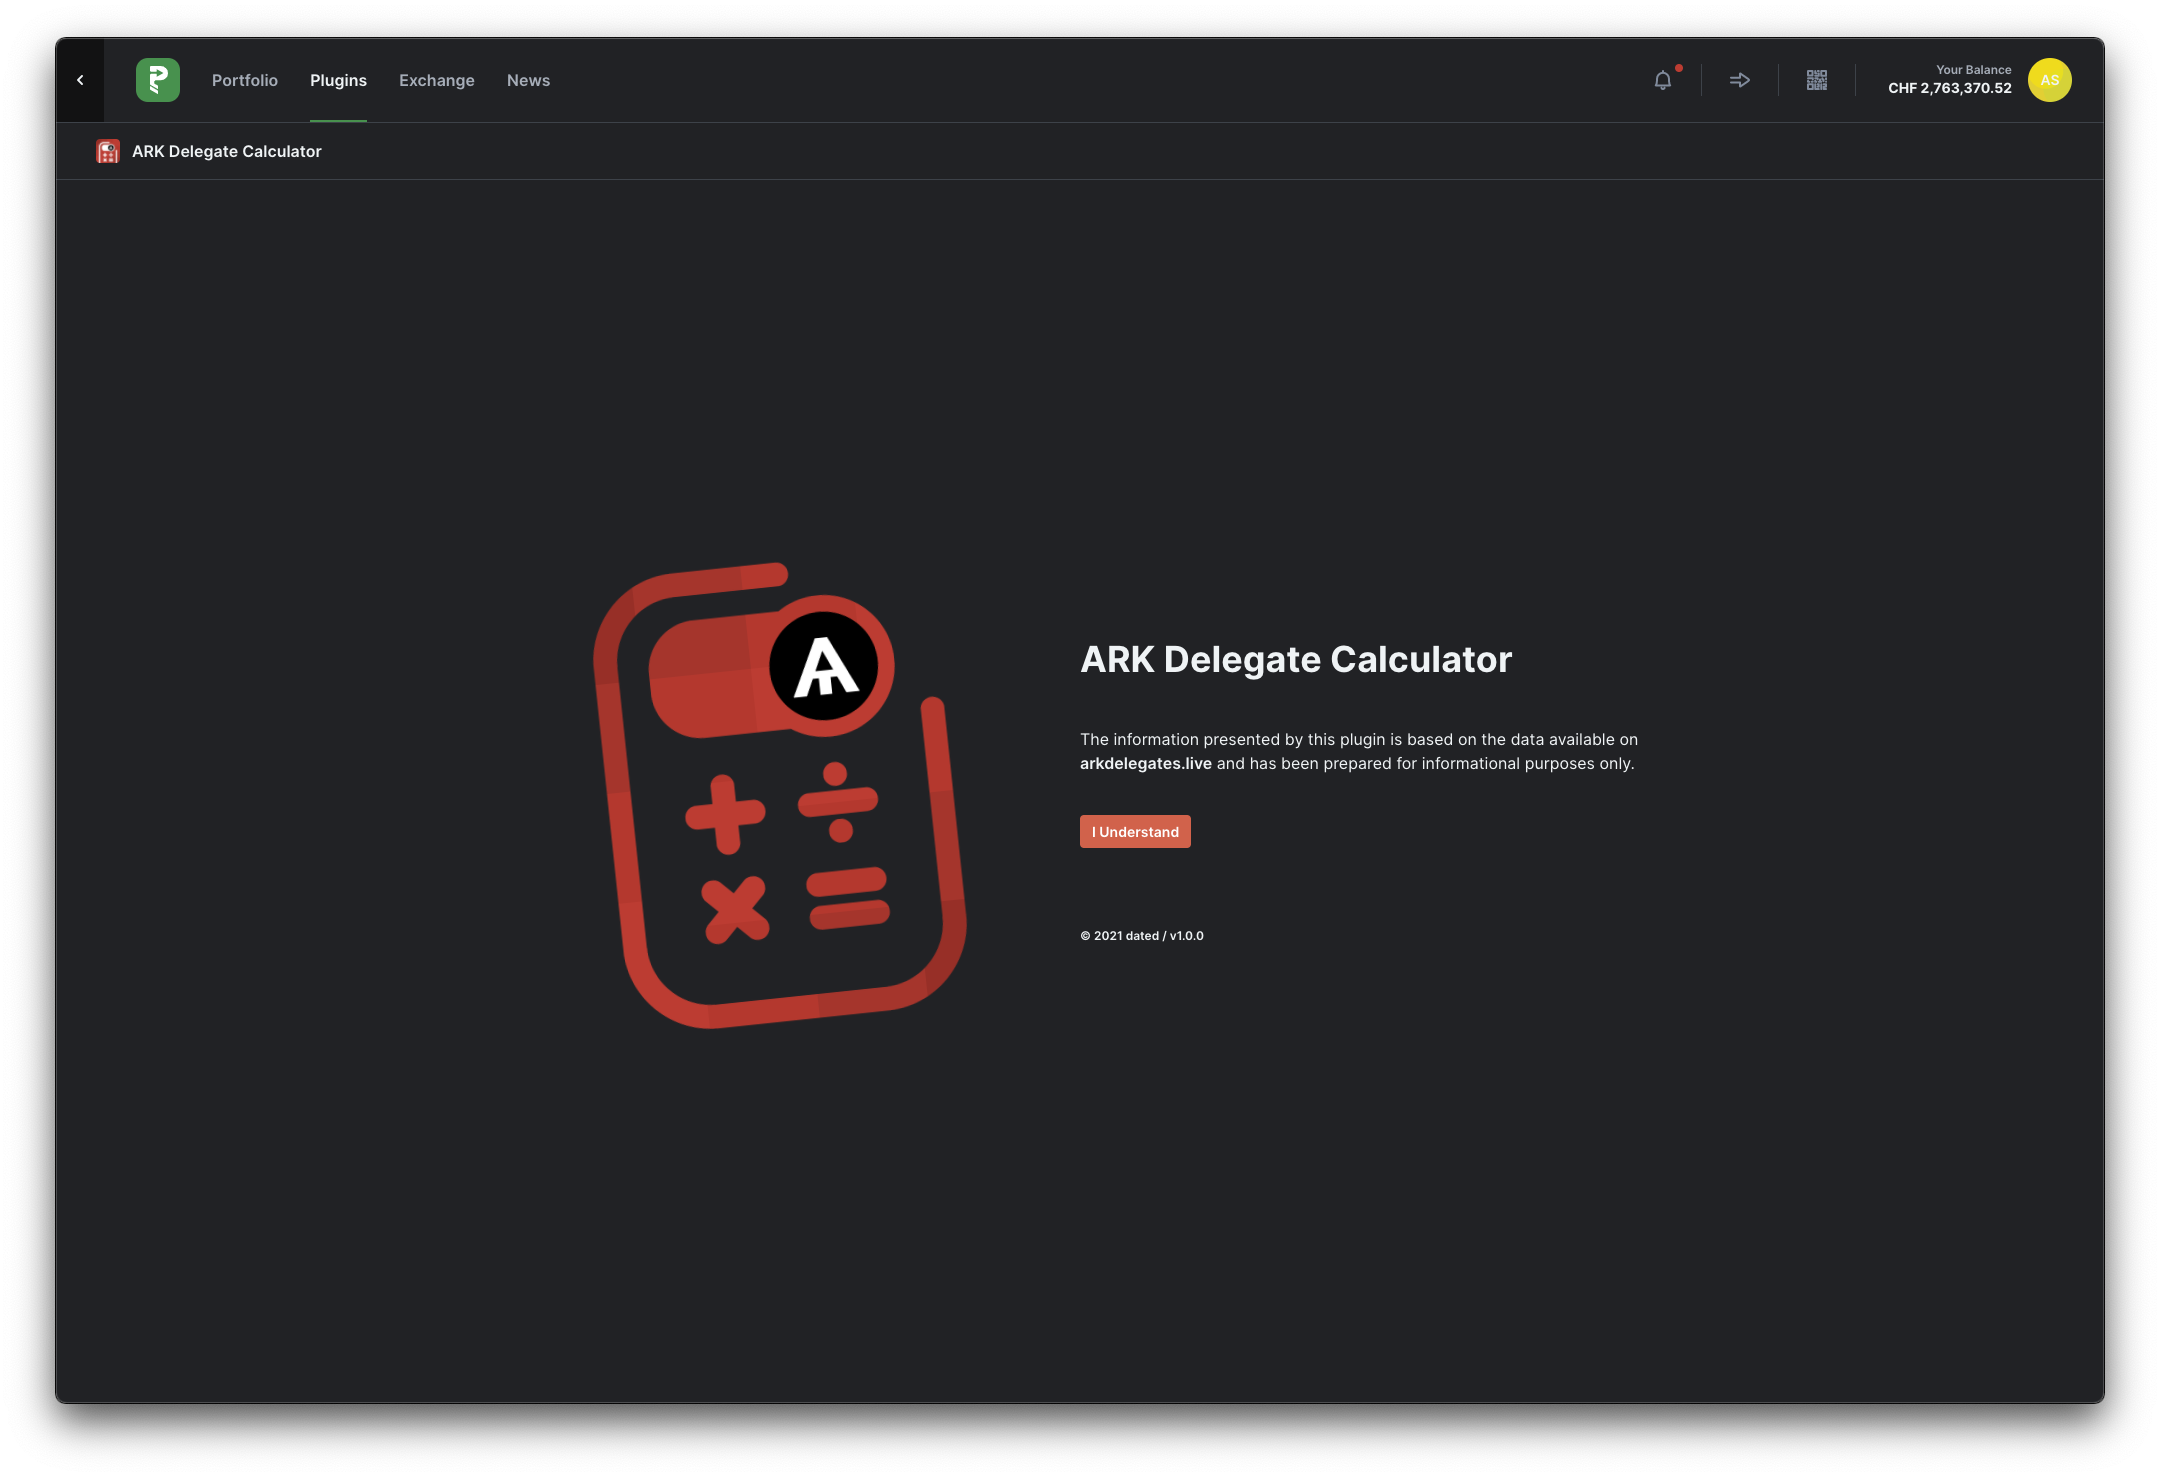 Portfolio
Plugins
Exchange
News
Your Balance
CHF 2,763,370.52
AS
ARK Delegate Calculator
ARK Delegate Calculator
The information presented by this plugin is based on the data available on
arkdelegates.live and has been prepared for informational purposes only.
I Understand
© 2021 dated / v1.0.0